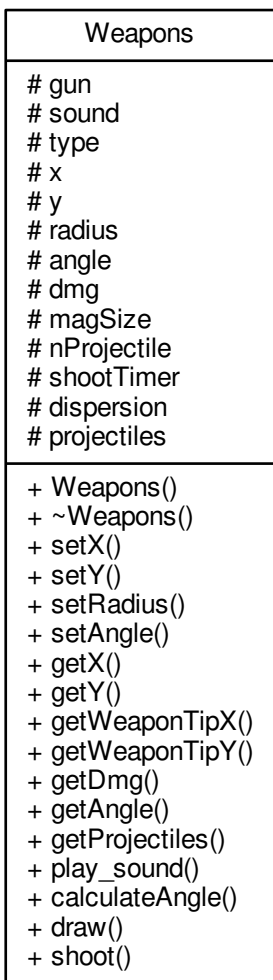 Weapons
# gun
# sound
# type
# x
# y
# radius
# angle
# dmg
# magSize
# nProjectile
# shootTimer
# dispersion
# projectiles
+ Weapons()
+ ~Weapons()
+ setX()
+ setY()
+ setRadius()
+ setAngle()
+ getX()
+ getY()
+ getWeaponTipX()
+ getWeaponTipY()
+ getDmg()
+ getAngle()
+ getProjectiles()
+ play_sound()
+ calculateAngle()
+ draw()
+ shoot()